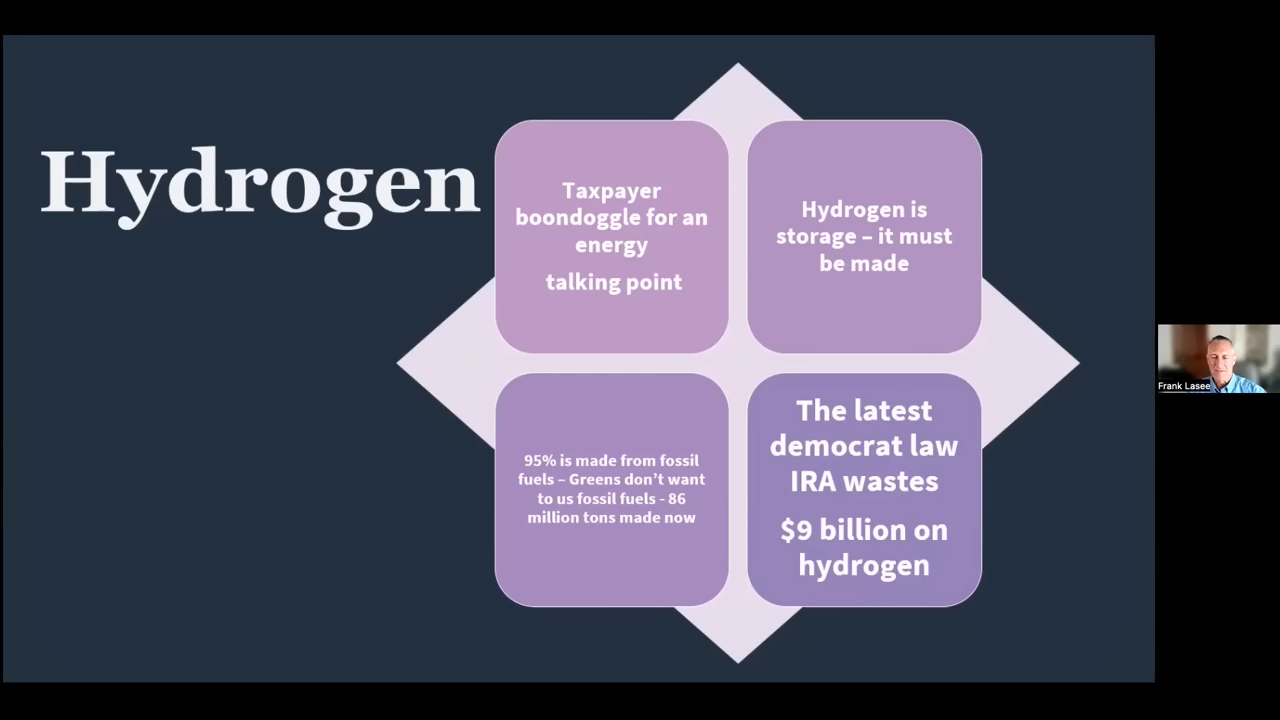 Hydrogen
Taxpayer
boondoggle for an
energy
talking point
Hydrogen is
storage – it must
be made
95% is made from fossil
fuels – Greens don’t want
to us fossil fuels - 86
million tons made now
The latest
democrat law
IRA wastes
$9 billion on
hydrogen
Frank Lasee